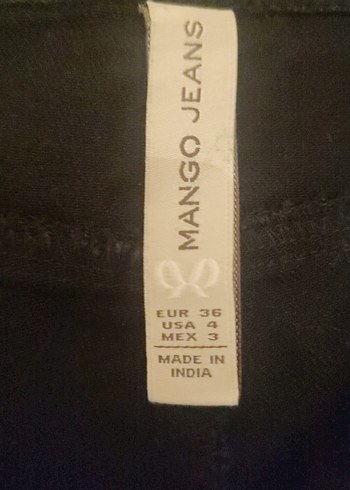 MANGO JEANS
EUR 36
USA 4
MEX 3
MADE IN
INDIA